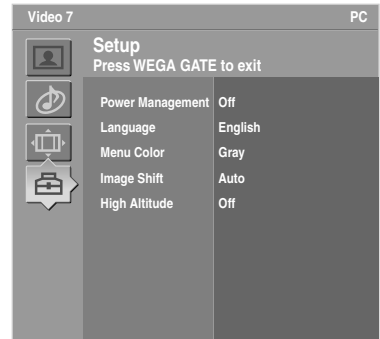 Video 7 PC
Setup
Press WEGA GATE to exit
Power Management Off
Language English
Menu Color Gray
Image Shift Auto
High Altitude Off